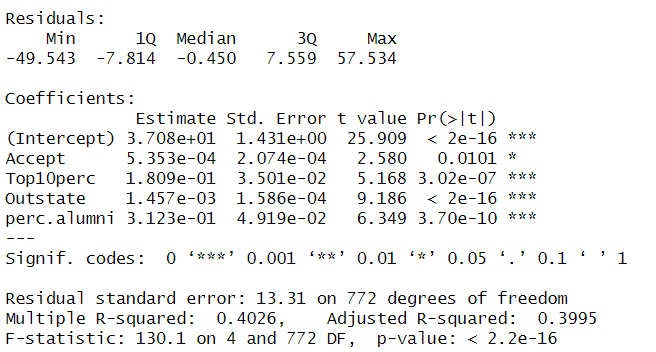 Residuals:
    Min      1Q  Median      3Q     Max
-49.543  -7.814  -0.450   7.559  57.534
Coefficients:
             Estimate Std. Error t value Pr(>|t|)
(Intercept) 3.708e+01  1.431e+00  25.909  < 2e-16 ***
Accept      5.353e-04  2.074e-04   2.580   0.0101 *
Top10perc   1.809e-01  3.501e-02   5.168 3.02e-07 ***
Outstate    1.457e-03  1.586e-04   9.186  < 2e-16 ***
perc.alumni 3.123e-01  4.919e-02   6.349 3.70e-10 ***
---
Signif. codes:  0 ‘***’ 0.001 ‘**’ 0.01 ‘*’ 0.05 ‘.’ 0.1 ‘ ’ 1
Residual standard error: 13.31 on 772 degrees of freedom
Multiple R-squared:  0.4026,    Adjusted R-squared:  0.3995
F-statistic: 130.1 on 4 and 772 DF,  p-value: < 2.2e-16